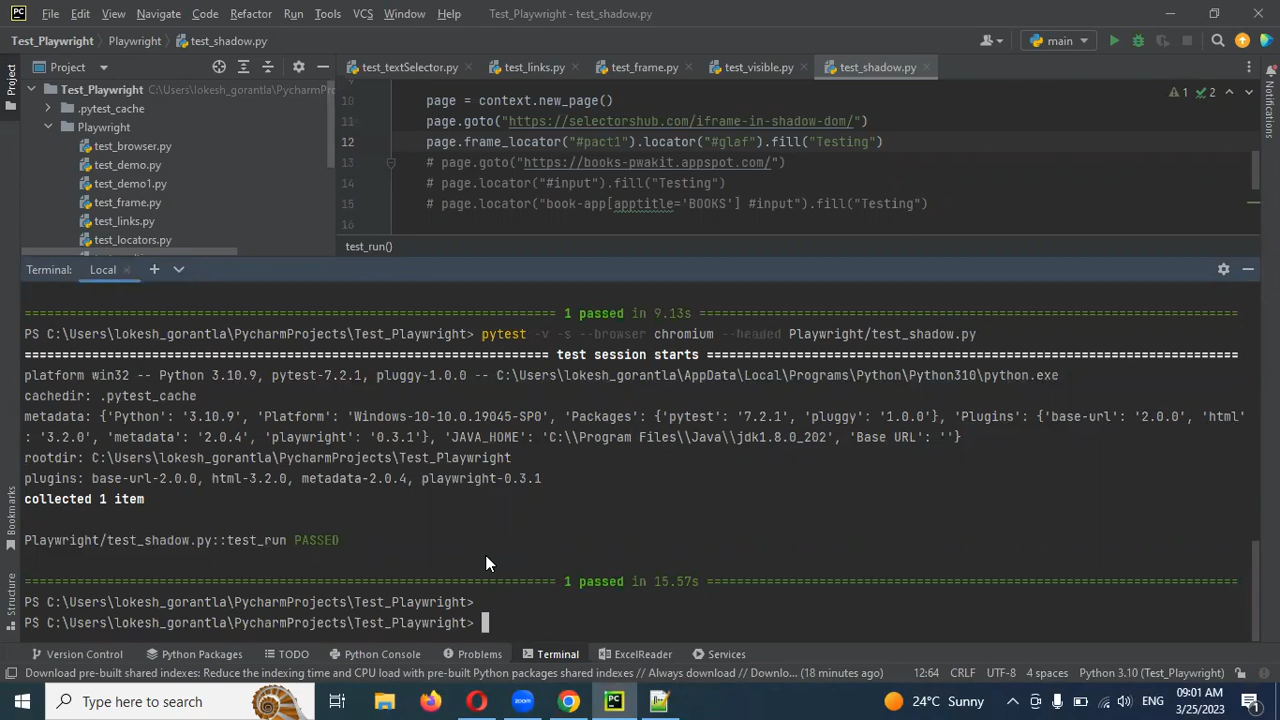 PC File Edit View Navigate Code Refactor Run Tools VCS Window Help Test_Playwright - test_shadow.py
Test_Playwright Playwright test_shadow.py main
Project test_textSelector.py test_links.py test_frame.py test_visible.py test_shadow.py
Project
Notifications
Test_Playwright C:\Users\lokesh_gorantla\PycharmPro
.pytest_cache
Playwright
test_browser.py
test_demo.py
test_demo1.py
test_frame.py
test_links.py
test_locators.py
9
10 page = context.new_page()
11 page.goto("https://selectorshub.com/iframe-in-shadow-dom/")
12 page.frame_locator("#pact1").locator("#glaf").fill("Testing")
13 # page.goto("https://books-pwakit.appspot.com/")
14 # page.locator("#input").fill("Testing")
15 # page.locator("book-app[apptitle='BOOKS'] #input").fill("Testing")
16
1 2
test_run()
Terminal: Local
============================================== 1 passed in 9.13s ==============================================
PS C:\Users\lokesh_gorantla\PycharmProjects\Test_Playwright> pytest -v -s --browser chromium --headed Playwright/test_shadow.py
============================================== test session starts ==============================================
platform win32 -- Python 3.10.9, pytest-7.2.1, pluggy-1.0.0 -- C:\Users\lokesh_gorantla\AppData\Local\Programs\Python\Python310\python.exe
cachedir: .pytest_cache
metadata: {'Python': '3.10.9', 'Platform': 'Windows-10-10.0.19045-SP0', 'Packages': {'pytest': '7.2.1', 'pluggy': '1.0.0'}, 'Plugins': {'base-url': '2.0.0', 'html'
: '3.2.0', 'metadata': '2.0.4', 'playwright': '0.3.1'}, 'JAVA_HOME': 'C:\\Program Files\\Java\\jdk1.8.0_202', 'Base URL': ''}
rootdir: C:\Users\lokesh_gorantla\PycharmProjects\Test_Playwright
plugins: base-url-2.0.0, html-3.2.0, metadata-2.0.4, playwright-0.3.1
collected 1 item
Playwright/test_shadow.py::test_run PASSED
============================================== 1 passed in 15.57s ==============================================
PS C:\Users\lokesh_gorantla\PycharmProjects\Test_Playwright>
PS C:\Users\lokesh_gorantla\PycharmProjects\Test_Playwright>
Bookmarks
Structure
Version Control Python Packages TODO Python Console Problems Terminal ExcelReader Services
Download pre-built shared indexes: Reduce the indexing time and CPU load with pre-built Python packages shared indexes // Always download // Downlo... (18 minutes ago) 12:64 CRLF UTF-8 4 spaces Python 3.10 (Test_Playwright)
Type here to search zoom PC 24°C Sunny ENG 09:01 AM
3/25/2023 1